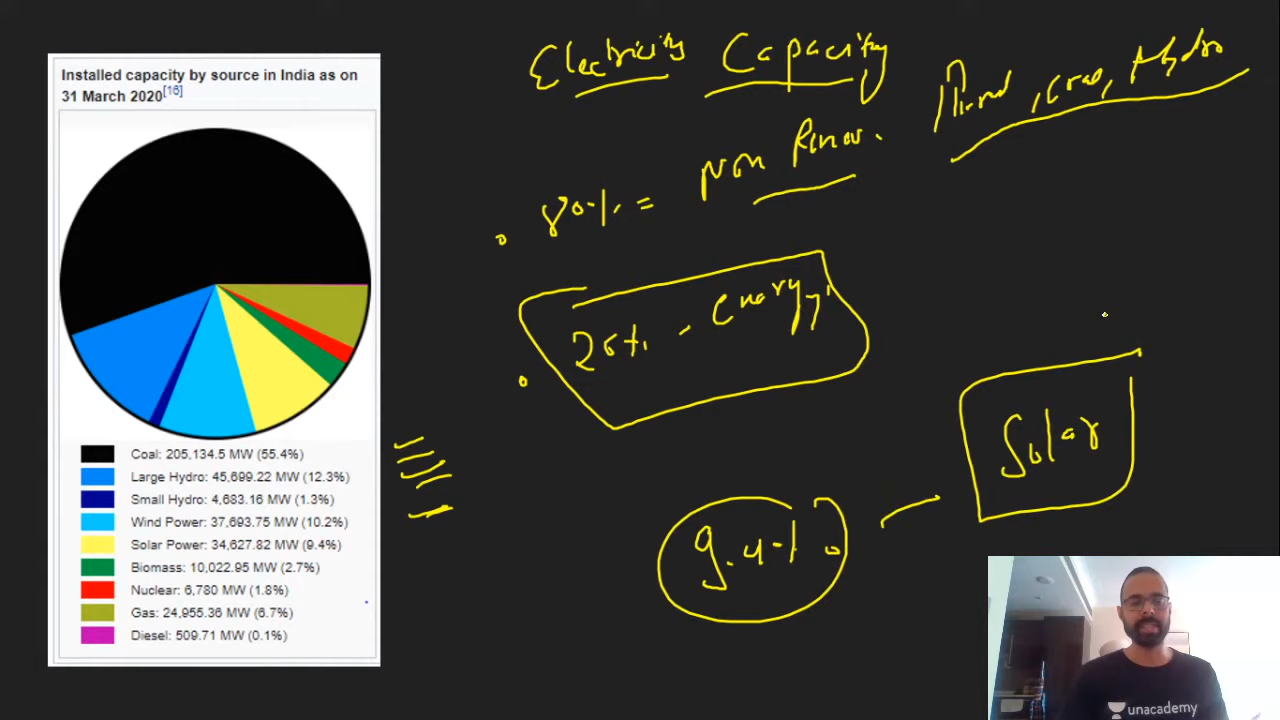 Installed capacity by source in India as on
31 March 2020[16]
Coal: 205,134.5 MW (55.4%)
Large Hydro: 45,699.22 MW (12.3%)
Small Hydro: 4,683.16 MW (1.3%)
Wind Power: 37,693.75 MW (10.2%)
Solar Power: 34,627.82 MW (9.4%)
Biomass: 10,022.95 MW (2.7%)
Nuclear: 6,780 MW (1.8%)
Gas: 24,955.36 MW (6.7%)
Diesel: 509.71 MW (0.1%)
Electricity Capacity
Hydro
80% = Non Renew.
20%
9.4%
Solar
unacademy